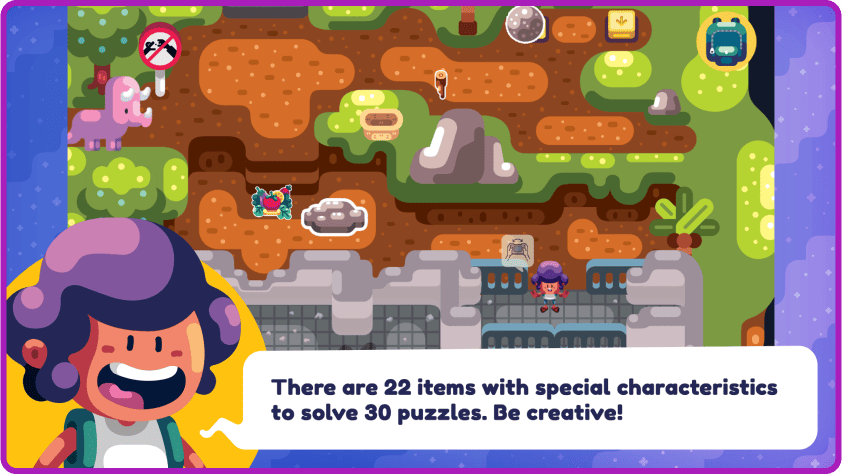 There are 22 items with special characteristics
to solve 30 puzzles. Be creative!